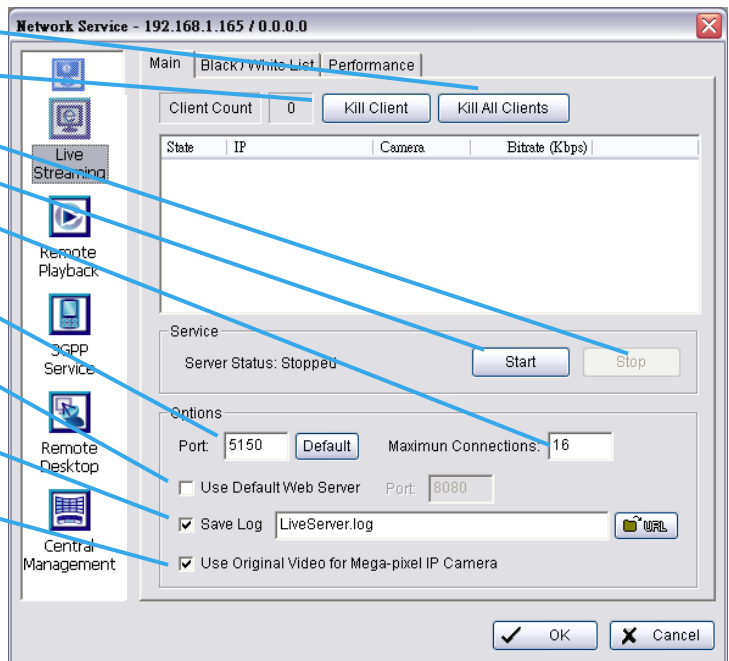 Network Service - 192.168.1.165 / 0.0.0.0
Main Black / White List Performance
Client Count 0 Kill Client Kill All Clients
State IP Camera Bitrate (Kbps)
Live
Streaming
Remote
Playback
3GPP
Service
Remote
Desktop
Central
Management
Service
Server Status: Stopped Start Stop
Options
Port: 5150 Default Maximun Connections: 16
Use Default Web Server Port: 8080
Save Log LiveServer.log URL
Use Original Video for Mega-pixel IP Camera
OK Cancel